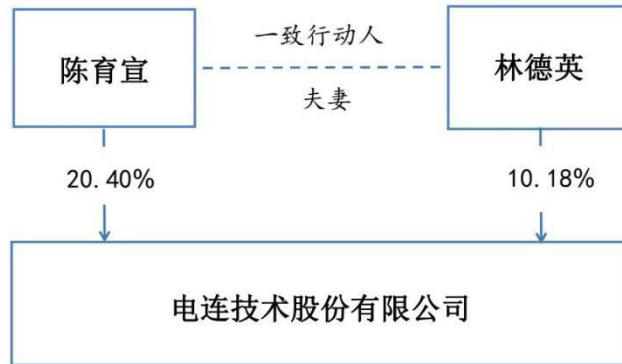 一致行动人
陈育宣
林德英
夫妻
20.40%
10.18%
电连技术股份有限公司